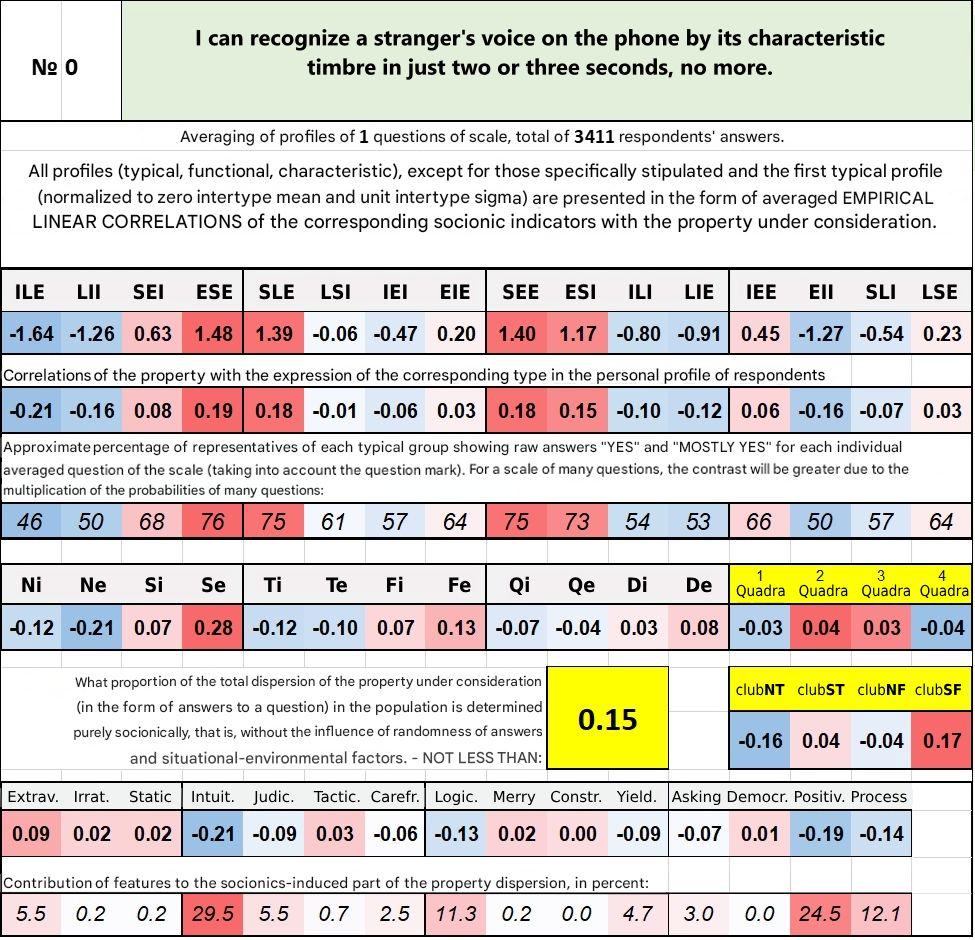 № 0
I can recognize a stranger's voice on the phone by its characteristic
timbre in just two or three seconds, no more.
Averaging of profiles of 1 questions of scale, total of 3411 respondents' answers.
All profiles (typical, functional, characteristic), except for those specifically stipulated and the first typical profile
(normalized to zero intertype mean and unit intertype sigma) are presented in the form of averaged EMPIRICAL
LINEAR CORRELATIONS of the corresponding socionic indicators with the property under consideration.
ILE LII SEI ESE SLE LSI IEI EIE SEE ESI ILI LIE IEE EII SLI LSE
-1.64 -1.26 0.63 1.48 1.39 -0.06 -0.47 0.20 1.40 1.17 -0.80 -0.91 0.45 -1.27 -0.54 0.23
Correlations of the property with the expression of the corresponding type in the personal profile of respondents
-0.21 -0.16 0.08 0.19 0.18 -0.01 -0.06 0.03 0.18 0.15 -0.10 -0.12 0.06 -0.16 -0.07 0.03
Approximate percentage of representatives of each typical group showing raw answers "YES" and "MOSTLY YES" for each individual
averaged question of the scale (taking into account the question mark). For a scale of many questions, the contrast will be greater due to the
multiplication of the probabilities of many questions:
46 50 68 76 75 61 57 64 75 73 54 53 66 50 57 64
Ni Ne Si Se Ti Te Fi Fe Qi Qe Di De 1 Quadra 2 Quadra 3 Quadra 4 Quadra
-0.12 -0.21 0.07 0.28 -0.12 -0.10 0.07 0.13 -0.07 -0.04 0.03 0.08 -0.03 0.04 0.03 -0.04
What proportion of the total dispersion of the property under consideration
(in the form of answers to a question) in the population is determined
purely socionically, that is, without the influence of randomness of answers
and situational-environmental factors. - NOT LESS THAN:
0.15
clubNT clubST clubNF clubSF
-0.16 0.04 -0.04 0.17
Extrav. Irrat. Static Intuit. Judic. Tactic. Carefr. Logic. Merry Constr. Yield. Asking Democr. Positiv. Process
0.09 0.02 0.02 -0.21 -0.09 0.03 -0.06 -0.13 0.02 0.00 -0.09 -0.07 0.01 -0.19 -0.14
Contribution of features to the socionics-induced part of the property dispersion, in percent:
5.5 0.2 0.2 29.5 5.5 0.7 2.5 11.3 0.2 0.0 4.7 3.0 0.0 24.5 12.1